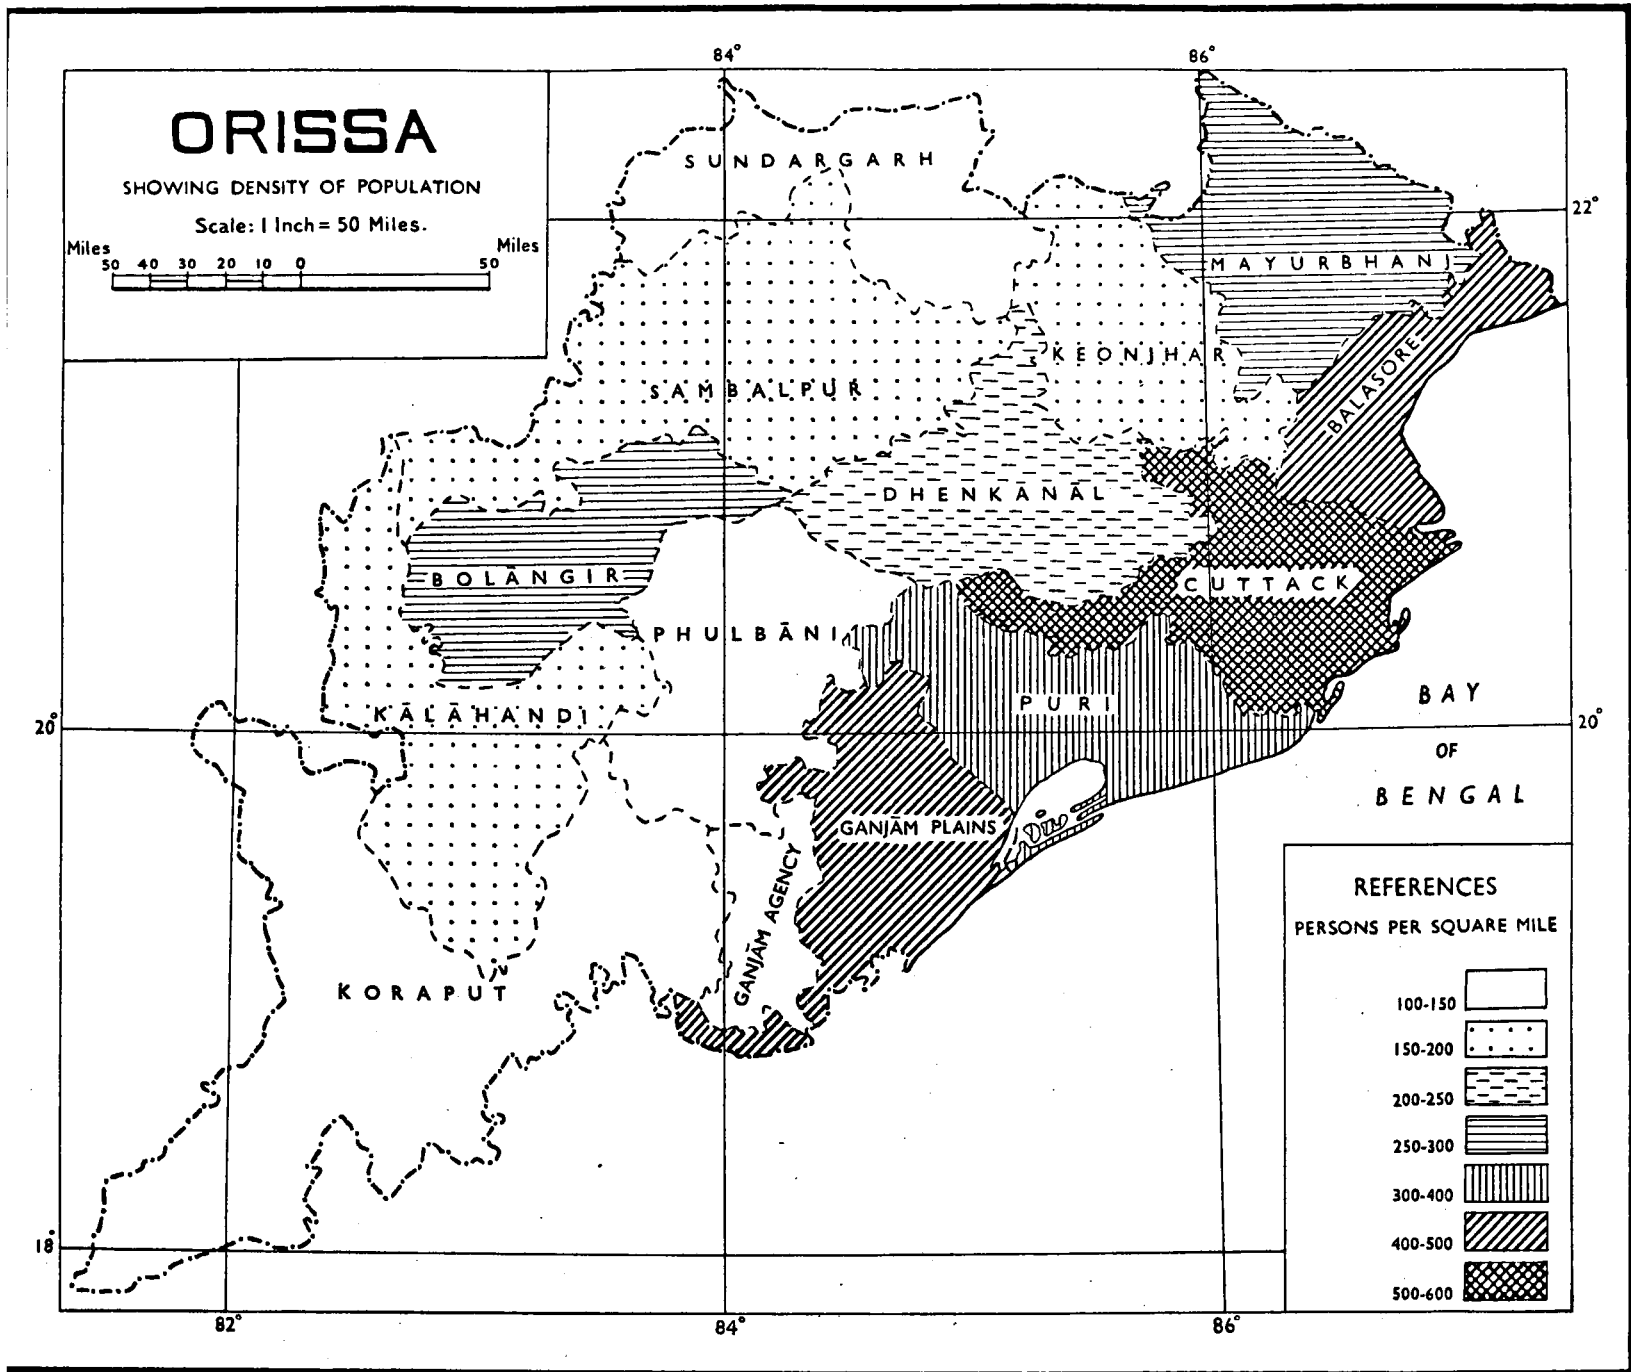 84° 86°
ORISSA
SHOWING DENSITY OF POPULATION
Scale: 1 Inch = 50 Miles.
Miles Miles
50 40 30 20 10 0 50
SUNDARGARH
22°
MAYŪRBHANJ
KEONJHAR
BALASORE
SAMBALPUR
DHENKANĀL
BOLĀNGIR
CUTTACK
PHULBĀNI
PURI
BAY
OF
BENGAL
KĀLĀHANDI
20° 20°
GANJĀM PLAINS
GANJĀM AGENCY
KORAPUT
REFERENCES
PERSONS PER SQUARE MILE
100-150
150-200
200-250
250-300
300-400
400-500
500-600
18°
82° 84° 86°